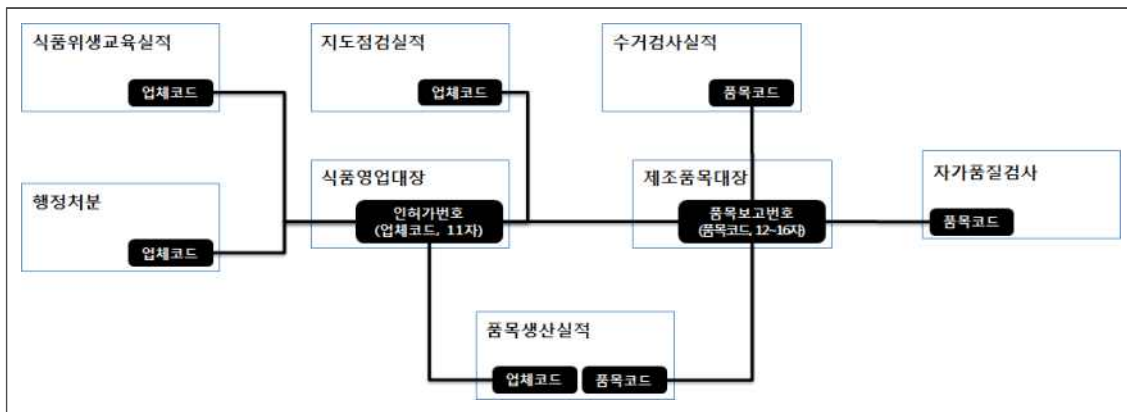 식품위생교육실적
업체코드
지도점검실적
업체코드
수거검사실적
품목코드
행정처분
업체코드
식품영업대장
인허가번호
(업체코드, 11자)
제조품목대장
품목보고번호
(품목코드, 12~16자)
자가품질검사
품목코드
품목생산실적
업체코드
품목코드